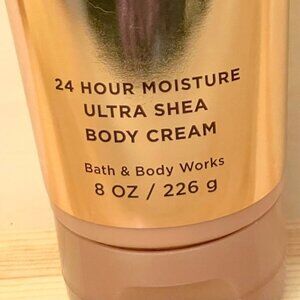 24 HOUR MOISTURE
ULTRA SHEA
BODY CREAM
Bath & Body Works
8 OZ / 226 g